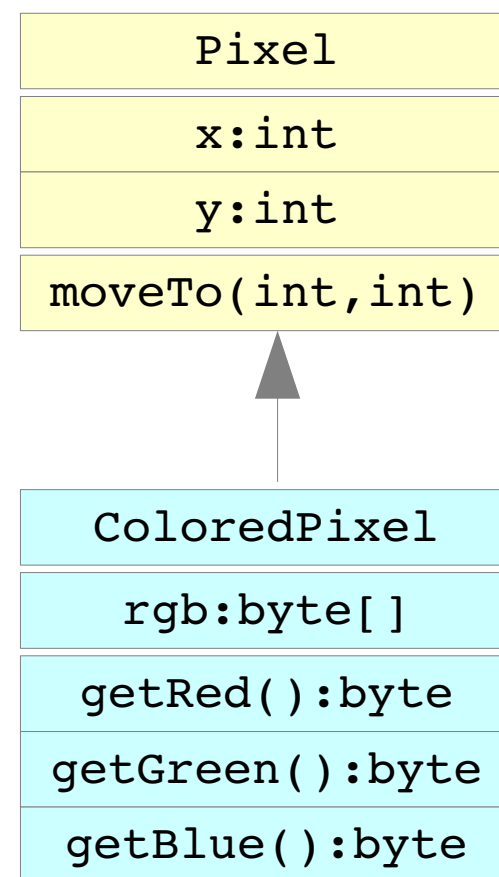 Pixel
x:int
y:int
moveTo(int,int)
ColoredPixel
rgb:byte[]
getRed():byte
getGreen():byte
getBlue():byte